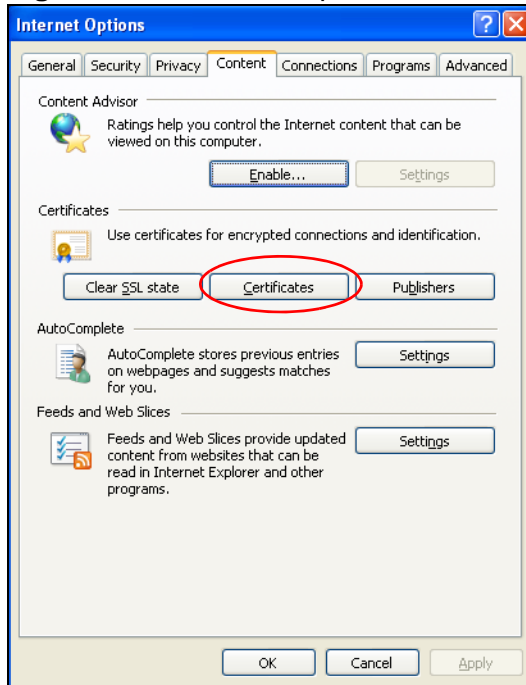 Internet Options
General Security Privacy Content Connections Programs Advanced
Content Advisor
Ratings help you control the Internet content that can be
viewed on this computer.
Enable... Settings
Certificates
Use certificates for encrypted connections and identification.
Clear SSL state Certificates Publishers
AutoComplete
AutoComplete stores previous entries
on webpages and suggests matches
for you.
Settings
Feeds and Web Slices
Feeds and Web Slices provide updated
content from websites that can be
read in Internet Explorer and other
programs.
Settings
OK Cancel Apply